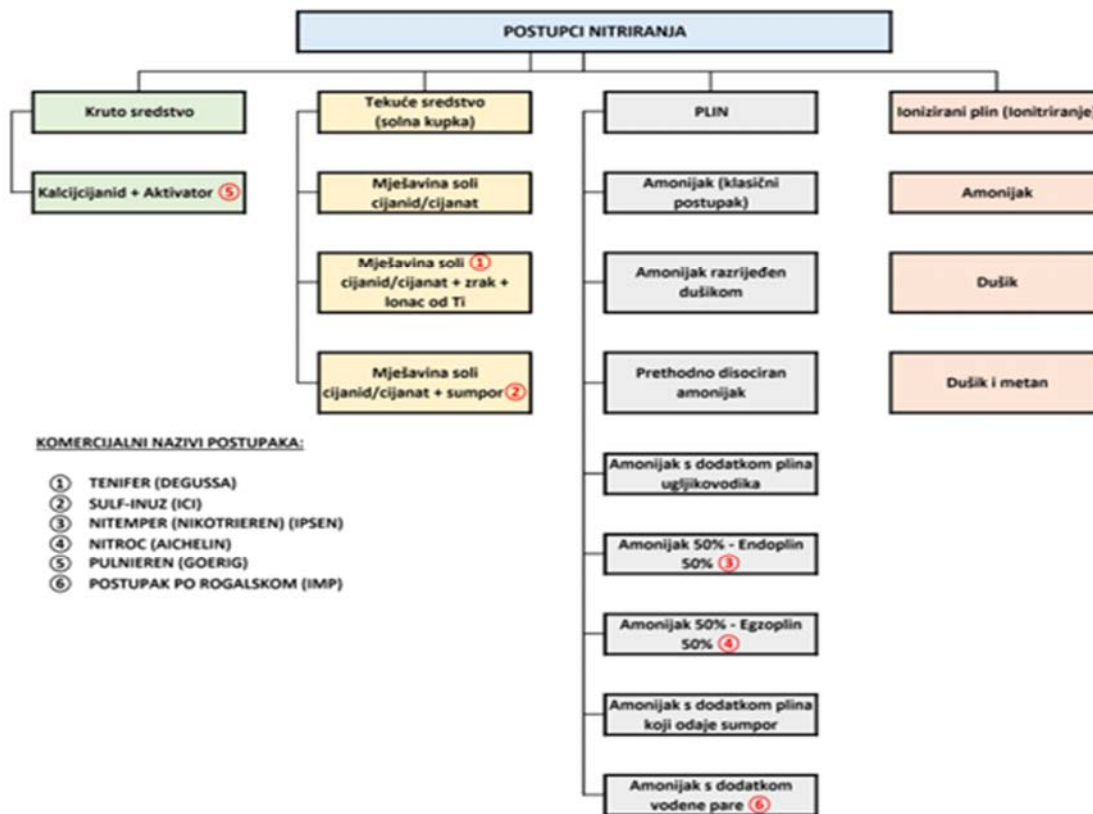 POSTUPCI NITRIRANJA
Kruto sredstvo
Kalcijcijanid + Aktivator ⑤
Tekuće sredstvo
(solna kupka)
Mješavina soli
cijanid/cijanat
Mješavina soli ①
cijanid/cijanat + zrak +
lonac od Ti
Mješavina soli
cijanid/cijanat + sumpor ②
PLIN
Amonijak (klasični
postupak)
Amonijak razrijeđen
dušikom
Prethodno disociran
amonijak
Amonijak s dodatkom plina
ugljikovodika
Amonijak 50% - Endoplin
50% ③
Amonijak 50% - Egzoplin
50% ④
Amonijak s dodatkom plina
koji odaje sumpor
Amonijak s dodatkom
vodene pare ⑥
Ionizirani plin (Ionitriranje)
Amonijak
Dušik
Dušik i metan
KOMERCIJALNI NAZIVI POSTUPAKA:
① TENIFER (DEGUSSA)
② SULF-INUZ (ICI)
③ NITEMPER (NIKOTRIEREN) (IPSEN)
④ NITROC (AICHELIN)
⑤ PULNIEREN (GOERIG)
⑥ POSTUPAK PO ROGALSKOM (IMP)